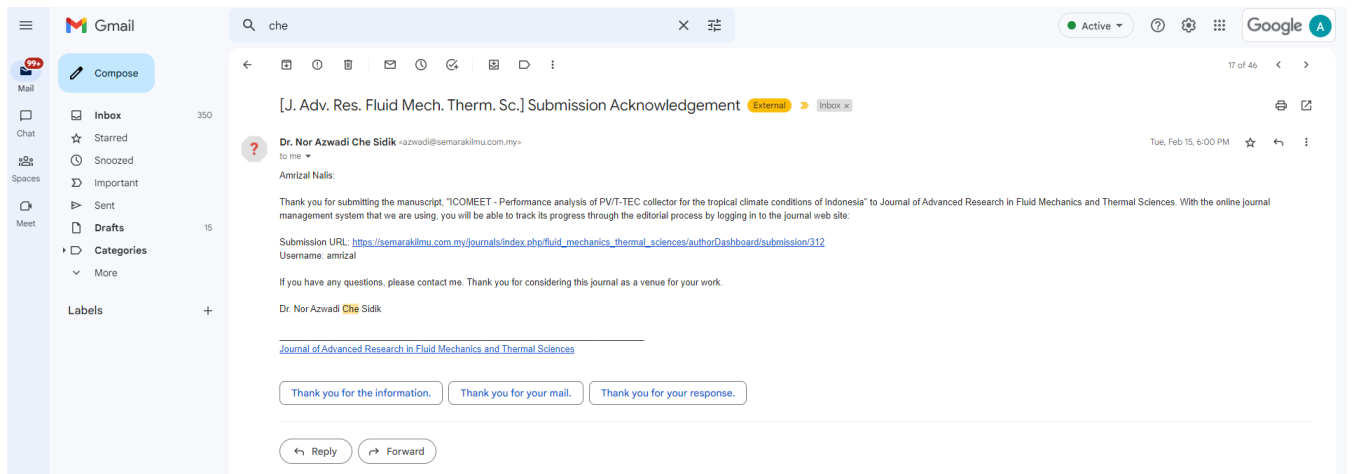 Gmail
che
Active
Google A
99+
Mail
Compose
17 of 46
Inbox 350
[J. Adv. Res. Fluid Mech. Therm. Sc.] Submission Acknowledgement External Inbox x
Chat
Starred
Dr. Nor Azwadi Che Sidik <azwadi@semarakilmu.com.my>
Tue, Feb 15, 6:00 PM
to me
Snoozed
Spaces
Important
Amrizal Nalis:
Sent
Thank you for submitting the manuscript, "ICOMEET - Performance analysis of PV/T-TEC collector for the tropical climate conditions of Indonesia" to Journal of Advanced Research in Fluid Mechanics and Thermal Sciences. With the online journal
management system that we are using, you will be able to track its progress through the editorial process by logging in to the journal web site:
Meet
Drafts 15
Categories
Submission URL: https://semarakilmu.com.my/journals/index.php/fluid_mechanics_thermal_sciences/authorDashboard/submission/312
Username: amrizal
More
If you have any questions, please contact me. Thank you for considering this journal as a venue for your work.
Labels +
Dr. Nor Azwadi Che Sidik
Journal of Advanced Research in Fluid Mechanics and Thermal Sciences
Thank you for the information.
Thank you for your mail.
Thank you for your response.
Reply
Forward